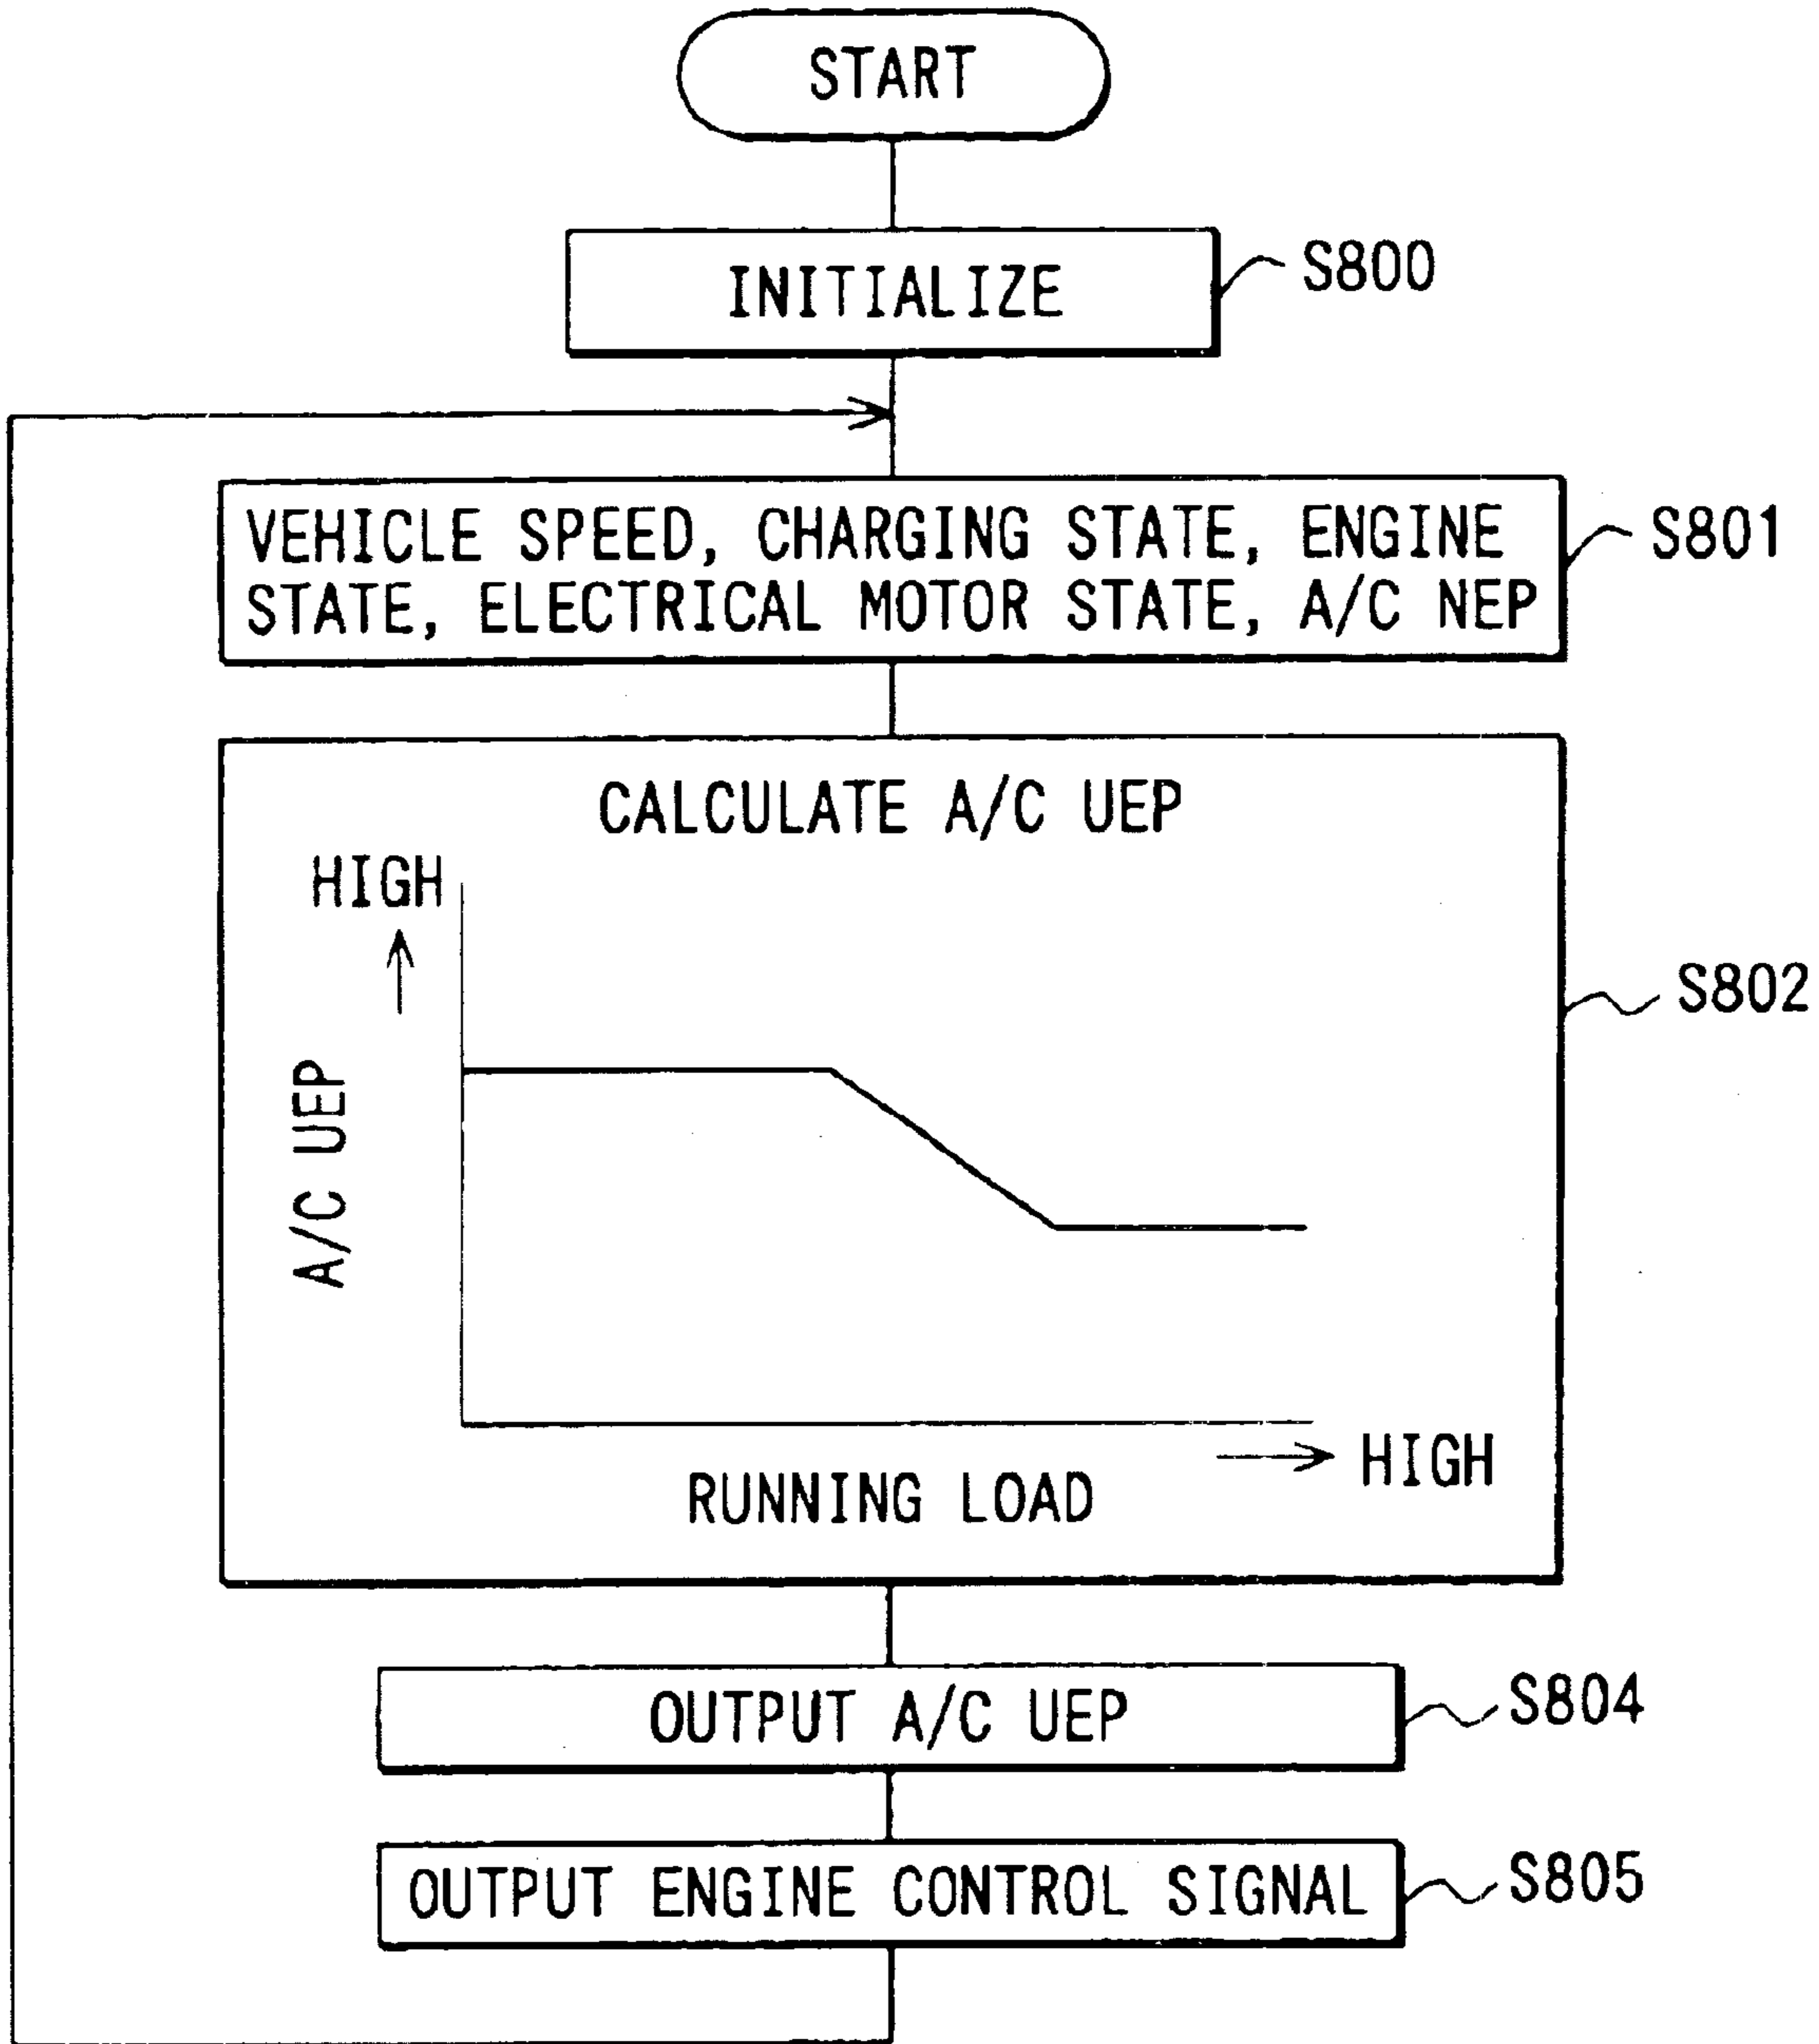 START
INITIALIZE
S800
VEHICLE SPEED, CHARGING STATE, ENGINE
STATE, ELECTRICAL MOTOR STATE, A/C NEP
S801
CALCULATE A/C UEP
HIGH
A/C UEP
S802
HIGH
RUNNING LOAD
OUTPUT A/C UEP
S804
OUTPUT ENGINE CONTROL SIGNAL
S805